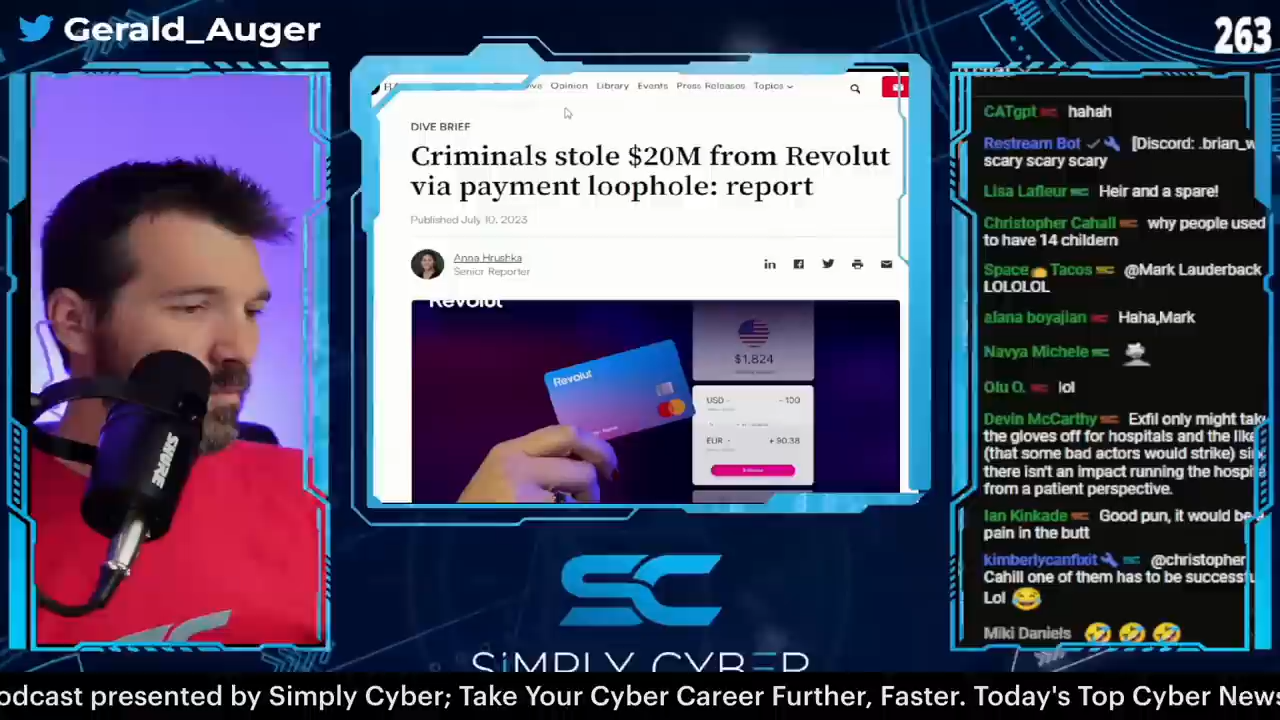 Gerald_Auger
263
Opinion Library Events Press Releases Topics
DIVE BRIEF
Criminals stole $20M from Revolut
via payment loophole: report
Published July 10, 2023
Anna Hrushka
Senior Reporter
in
Revolut
Revolut
$1,824
USD - 100
EUR + 90.38
SHURE
CATgpt hahah
Restream Bot [Discord: .brian_w
scary scary scary
Lisa Lafleur Heir and a spare!
Christopher Cahall why people used
to have 14 childern
Space Tacos @Mark Lauderback
LOLOLOL
alana boyajian Haha,Mark
Navya Michele
Olu O. lol
Devin McCarthy Exfil only might take
the gloves off for hospitals and the like
(that some bad actors would strike)
there isn't an impact running the
from a patient perspective.
Ian Kinkade Good pun, it would be a
pain in the butt
kimberlycanfixit @christopher
Cahill one of them has to be
Lol
Miki Daniels
SC
SiMPLY CYBER
odcast presented by Simply Cyber; Take Your Cyber Career Further, Faster. Today's Top Cyber News